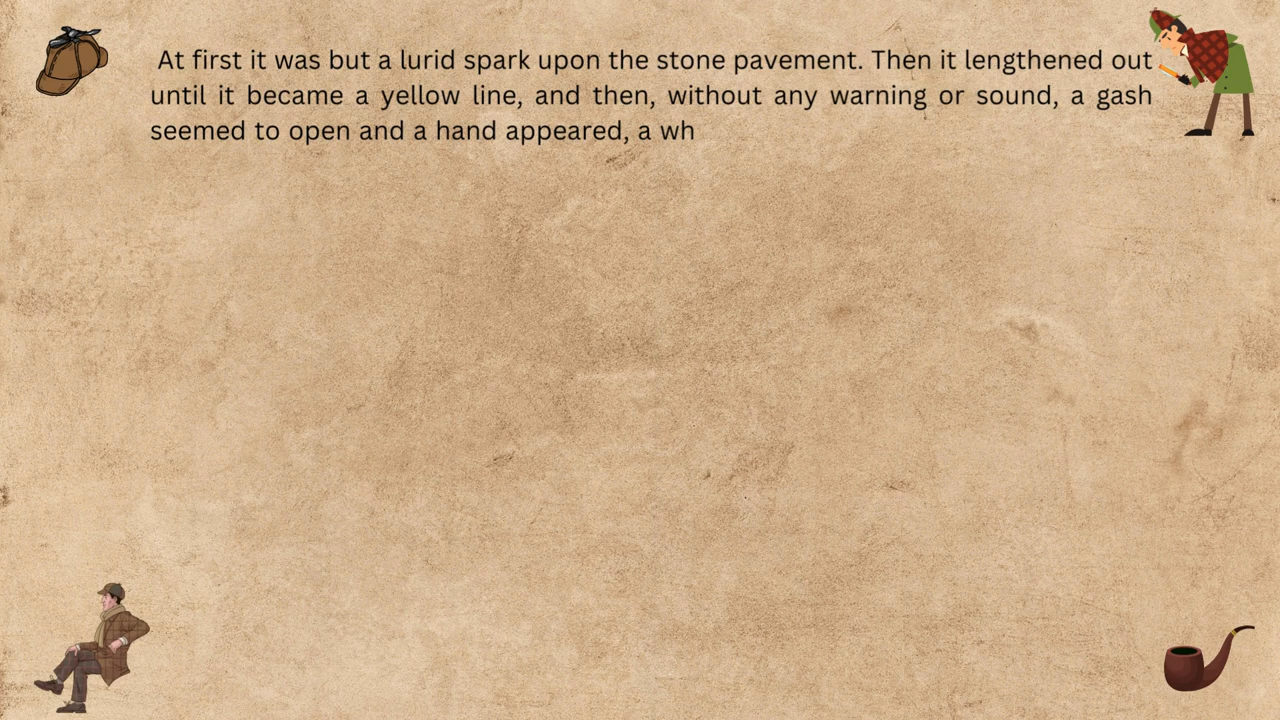 At first it was but a lurid spark upon the stone pavement. Then it lengthened out
until it became a yellow line, and then, without any warning or sound, a gash
seemed to open and a hand appeared, a wh